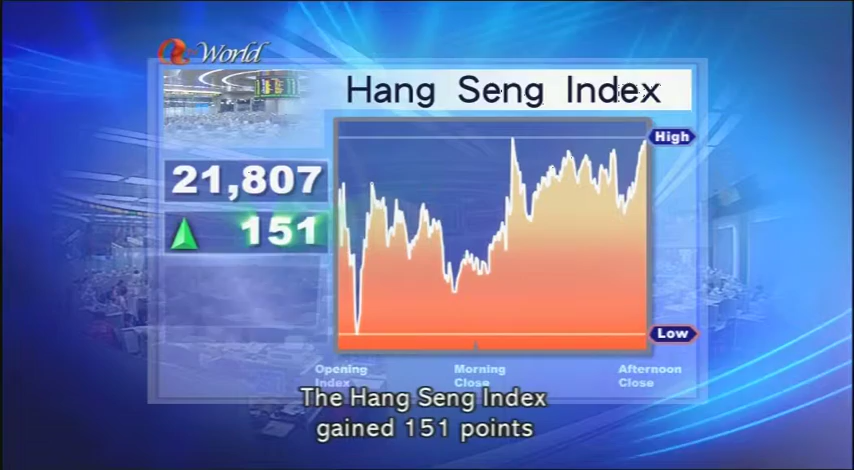 World
Hang Seng Index
High
21,807
151
Low
Opening
Index
Morning
Close
Afternoon
Close
The Hang Seng Index
gained 151 points